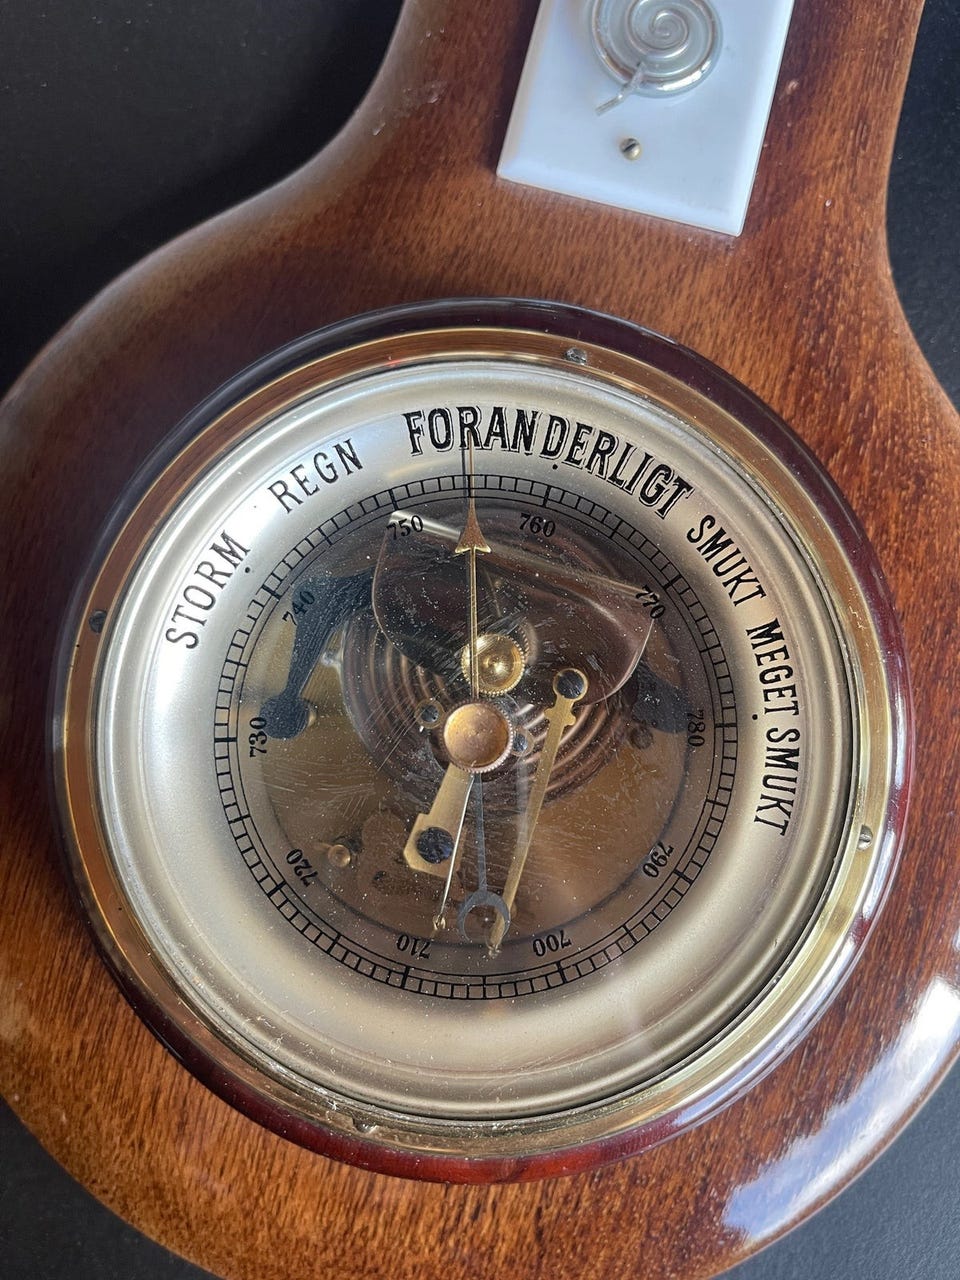 STORM
REGN
FORANDERLIGT
SMUKT
MEGET SMUKT
700
710
720
730
740
750
760
770
780
790